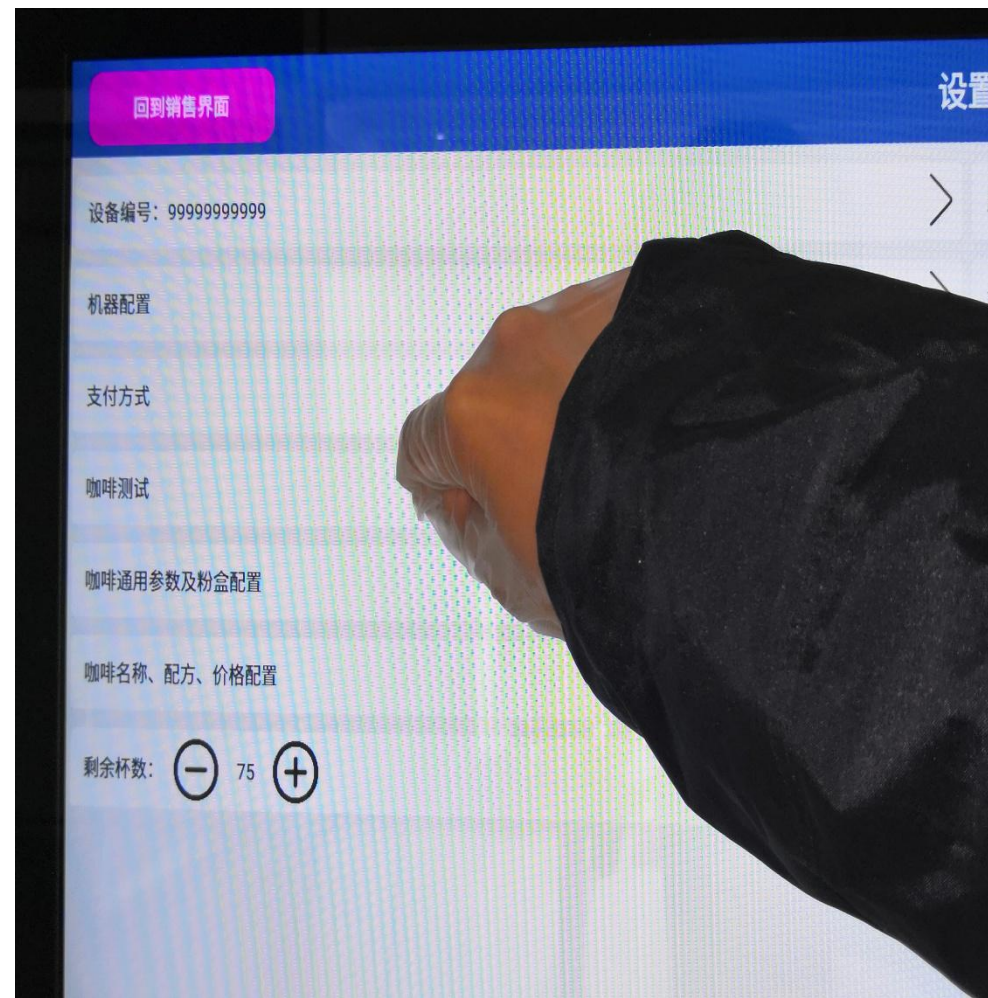 回到销售界面
设置
设备编号：99999999999
机器配置
支付方式
咖啡测试
咖啡通用参数及粉盒配置
咖啡名称、配方、价格配置
剩余杯数： 75